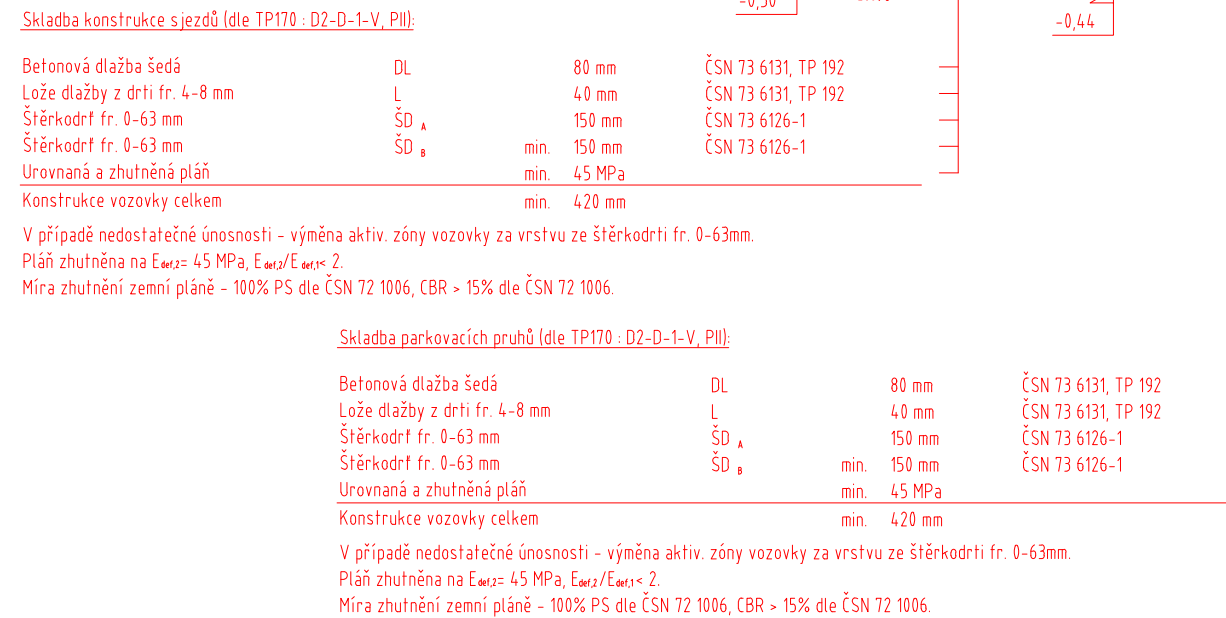 -0,44
Skladba konstrukce sjezdů (dle TP170 : D2-D-1-V, PII):
Betonová dlažba šedá DL 80 mm ČSN 73 6131, TP 192
Lože dlažby z drti fr. 4-8 mm L 40 mm ČSN 73 6131, TP 192
Štěrkodrť fr. 0-63 mm ŠD A 150 mm ČSN 73 6126-1
Štěrkodrť fr. 0-63 mm ŠD B min. 150 mm ČSN 73 6126-1
Urovnaná a zhutněná pláň min. 45 MPa
Konstrukce vozovky celkem min. 420 mm
V případě nedostatečné únosnosti - výměna aktiv. zóny vozovky za vrstvu ze štěrkodrti fr. 0-63mm.
Pláň zhutněna na Edef,2= 45 MPa, Edef,2/Edef,1< 2.
Míra zhutnění zemní pláně - 100% PS dle ČSN 72 1006, CBR > 15% dle ČSN 72 1006.
Skladba parkovacích pruhů (dle TP170 : D2-D-1-V, PII):
Betonová dlažba šedá DL 80 mm ČSN 73 6131, TP 192
Lože dlažby z drti fr. 4-8 mm L 40 mm ČSN 73 6131, TP 192
Štěrkodrť fr. 0-63 mm ŠD A 150 mm ČSN 73 6126-1
Štěrkodrť fr. 0-63 mm ŠD B min. 150 mm ČSN 73 6126-1
Urovnaná a zhutněná pláň min. 45 MPa
Konstrukce vozovky celkem min. 420 mm
V případě nedostatečné únosnosti - výměna aktiv. zóny vozovky za vrstvu ze štěrkodrti fr. 0-63mm.
Pláň zhutněna na Edef,2= 45 MPa, Edef,2/Edef,1< 2.
Míra zhutnění zemní pláně - 100% PS dle ČSN 72 1006, CBR > 15% dle ČSN 72 1006.